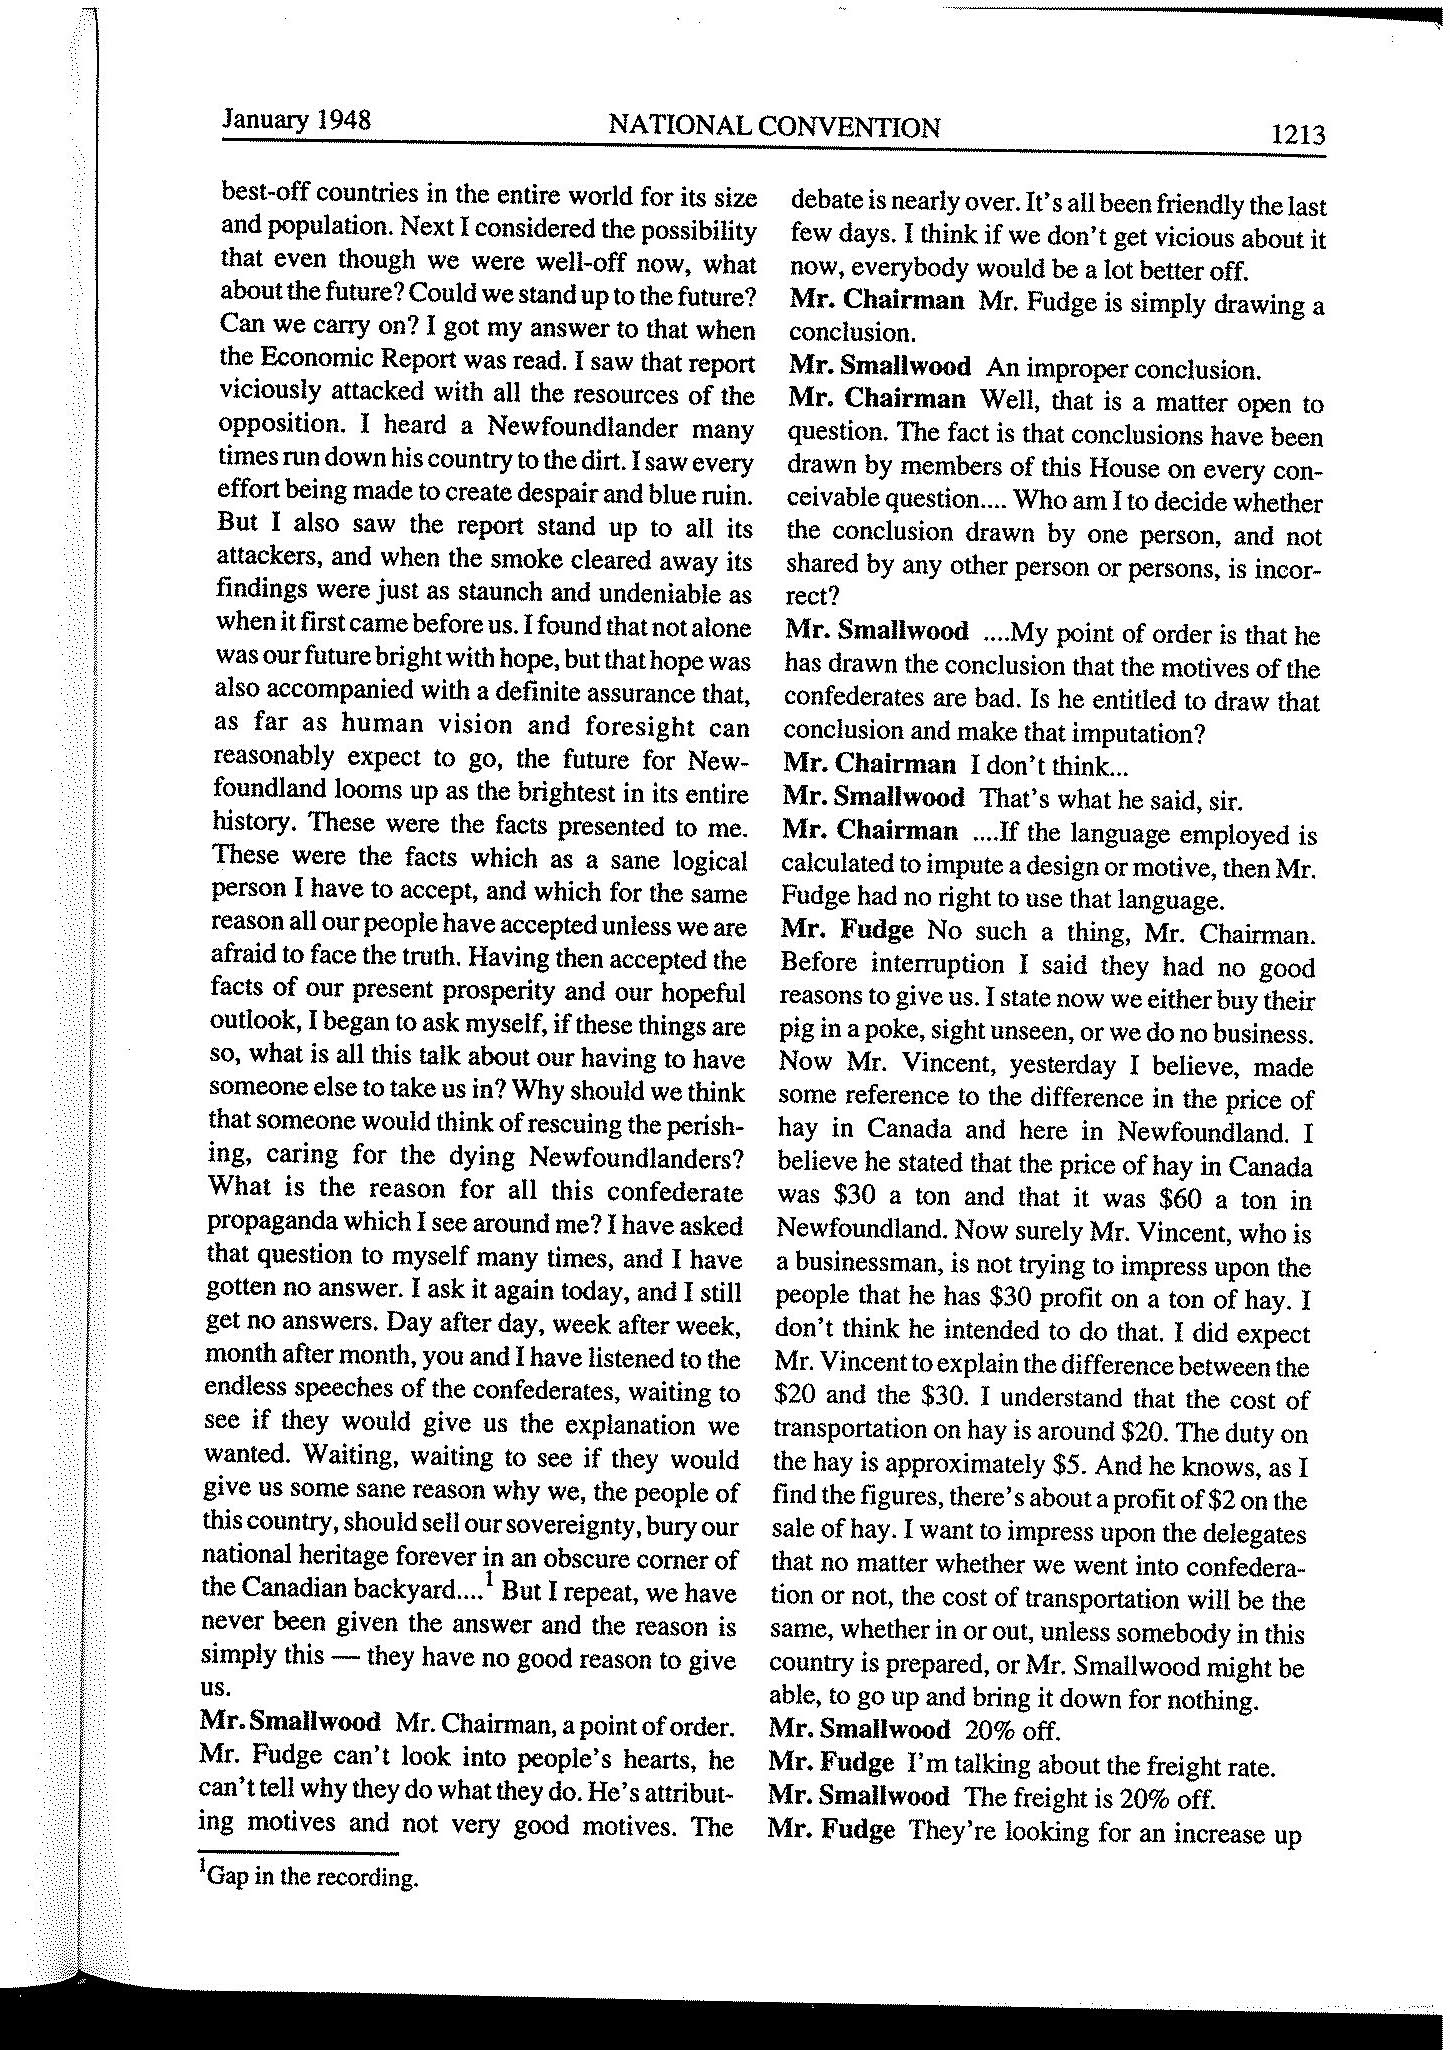 January 1948
NATIONAL CONVENTION
1213
best-off countries in the entire world for its size
and population. Next I considered the possibility
that even though we were well-off now, what
about the future? Could we stand up to the future?
Can we carry on? I got my answer to that when
the Economic Report was read. I saw that report
viciously attacked with all the resources of the
opposition. I heard a Newfoundlander many
times run down his country to the dirt. I saw every
effort being made to create despair and blue ruin.
But I also saw the report stand up to all its
attackers, and when the smoke cleared away its
findings were just as staunch and undeniable as
when it first came before us. I found that not alone
was our future bright with hope, but that hope was
also accompanied with a definite assurance that,
as far as human vision and foresight can
reasonably expect to go, the future for New-
foundland looms up as the brightest in its entire
history. These were the facts presented to me.
These were the facts which as a sane logical
person I have to accept, and which for the same
reason all our people have accepted unless we are
afraid to face the truth. Having then accepted the
facts of our present prosperity and our hopeful
outlook, I began to ask myself, if these things are
so, what is all this talk about our having to have
someone else to take us in? Why should we think
that someone would think of rescuing the perish-
ing, caring for the dying Newfoundlanders?
What is the reason for all this confederate
propaganda which I see around me? I have asked
that question to myself many times, and I have
gotten no answer. I ask it again today, and I still
get no answers. Day after day, week after week,
month after month, you and I have listened to the
endless speeches of the confederates, waiting to
see if they would give us the explanation we
wanted. Waiting, waiting to see if they would
give us some sane reason why we, the people of
this country, should sell our sovereignty, bury our
national heritage forever in an obscure corner of
the Canadian backyard....1 But I repeat, we have
never been given the answer and the reason is
simply this — they have no good reason to give
us.
Mr. Smallwood Mr. Chairman, a point of order.
Mr. Fudge can't look into people's hearts, he
can't tell why they do what they do. He's attribut-
ing motives and not very good motives. The
1Gap in the recording.
debate is nearly over. It's all been friendly the last
few days. I think if we don't get vicious about it
now, everybody would be a lot better off.
Mr. Chairman Mr. Fudge is simply drawing a
conclusion.
Mr. Smallwood An improper conclusion.
Mr. Chairman Well, that is a matter open to
question. The fact is that conclusions have been
drawn by members of this House on every con-
ceivable question.... Who am I to decide whether
the conclusion drawn by one person, and not
shared by any other person or persons, is incor-
rect?
Mr. Smallwood ....My point of order is that he
has drawn the conclusion that the motives of the
confederates are bad. Is he entitled to draw that
conclusion and make that imputation?
Mr. Chairman I don't think...
Mr. Smallwood That's what he said, sir.
Mr. Chairman ....If the language employed is
calculated to impute a design or motive, then Mr.
Fudge had no right to use that language.
Mr. Fudge No such a thing, Mr. Chairman.
Before interruption I said they had no good
reasons to give us. I state now we either buy their
pig in a poke, sight unseen, or we do no business.
Now Mr. Vincent, yesterday I believe, made
some reference to the difference in the price of
hay in Canada and here in Newfoundland. I
believe he stated that the price of hay in Canada
was $30 a ton and that it was $60 a ton in
Newfoundland. Now surely Mr. Vincent, who is
a businessman, is not trying to impress upon the
people that he has $30 profit on a ton of hay. I
don't think he intended to do that. I did expect
Mr. Vincent to explain the difference between the
$20 and the $30. I understand that the cost of
transportation on hay is around $20. The duty on
the hay is approximately $5. And he knows, as I
find the figures, there's about a profit of $2 on the
sale of hay. I want to impress upon the delegates
that no matter whether we went into confedera-
tion or not, the cost of transportation will be the
same, whether in or out, unless somebody in this
country is prepared, or Mr. Smallwood might be
able, to go up and bring it down for nothing.
Mr. Smallwood 20% off.
Mr. Fudge I'm talking about the freight rate.
Mr. Smallwood The freight is 20% off.
Mr. Fudge They're looking for an increase up